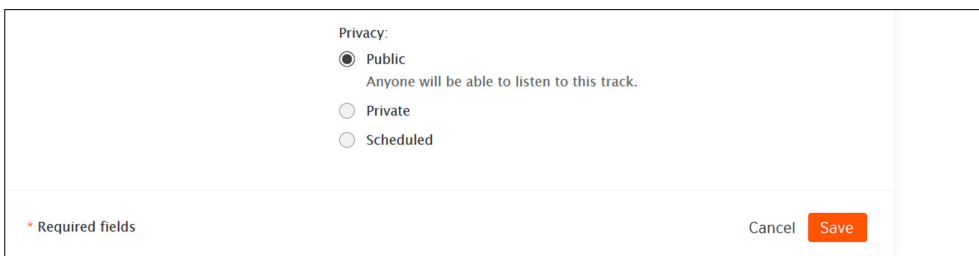 Privacy:
Public
Anyone will be able to listen to this track.
Private
Scheduled
* Required fields
Cancel Save